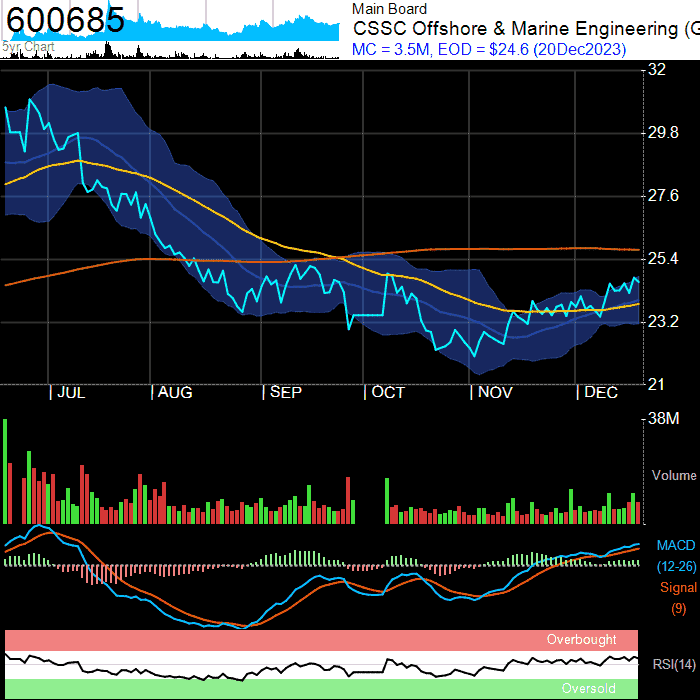 600685
5yr Chart
Main Board
CSSC Offshore & Marine Engineering (G
MC = 3.5M, EOD = $24.6 (20Dec2023)
32
29.8
27.6
25.4
23.2
21
| JUL | AUG | SEP | OCT | NOV | DEC
38M
Volume
MACD
(12-26)
Signal
(9)
Overbought
RSI(14)
Oversold